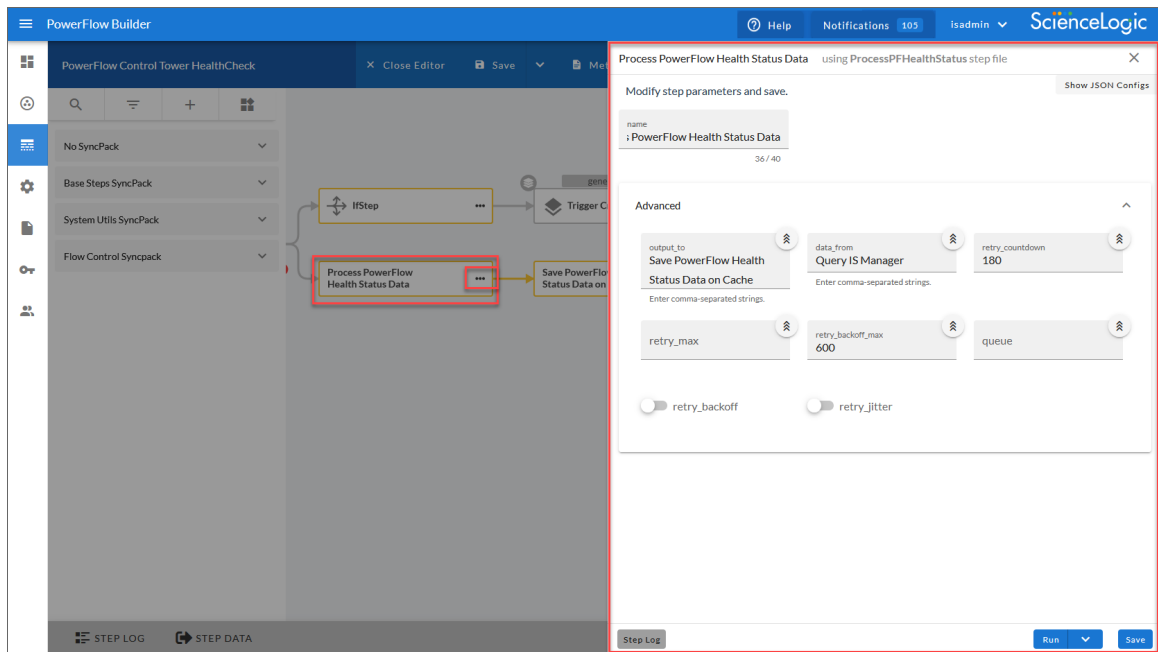 PowerFlow Builder
Help
Notifications 105
isadmin
ScienceLogic
PowerFlow Control Tower HealthCheck
Close Editor
Save
Met
No SyncPack
Base Steps SyncPack
System Utils SyncPack
Flow Control Syncpack
IfStep
gene
Trigger C
Process PowerFlow
Health Status Data
Save PowerFlo
Status Data on
STEP LOG
STEP DATA
Process PowerFlow Health Status Data using ProcessPFHealthStatus step file
Show JSON Configs
Modify step parameters and save.
name
PowerFlow Health Status Data
36 / 40
Advanced
output_to
Save PowerFlow Health
Status Data on Cache
Enter comma-separated strings.
data_from
Query IS Manager
Enter comma-separated strings.
retry_countdown
180
retry_max
retry_backoff_max
600
queue
retry_backoff
retry_jitter
Step Log
Run
Save